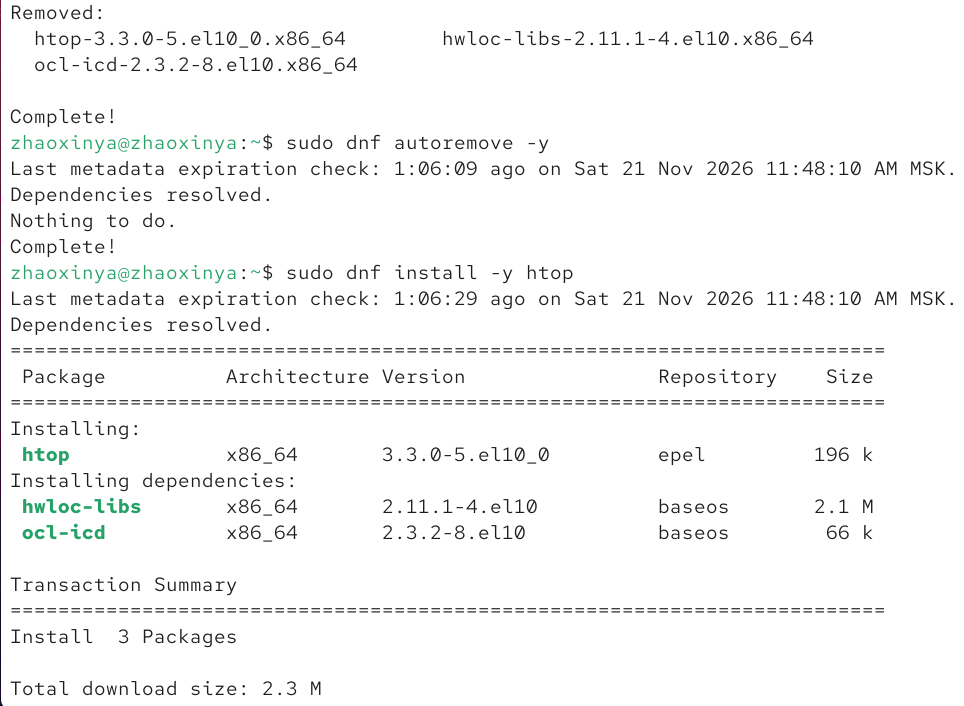 Removed:
  htop-3.3.0-5.el10_0.x86_64        hwloc-libs-2.11.1-4.el10.x86_64
  ocl-icd-2.3.2-8.el10.x86_64

Complete!
zhaoxinya@zhaoxinya:~$ sudo dnf autoremove -y
Last metadata expiration check: 1:06:09 ago on Sat 21 Nov 2026 11:48:10 AM MSK.
Dependencies resolved.
Nothing to do.
Complete!
zhaoxinya@zhaoxinya:~$ sudo dnf install -y htop
Last metadata expiration check: 1:06:29 ago on Sat 21 Nov 2026 11:48:10 AM MSK.
Dependencies resolved.
=========================================================================
 Package          Architecture Version                Repository    Size
=========================================================================
Installing:
 htop             x86_64       3.3.0-5.el10_0         epel         196 k
Installing dependencies:
 hwloc-libs       x86_64       2.11.1-4.el10          baseos       2.1 M
 ocl-icd          x86_64       2.3.2-8.el10           baseos        66 k

Transaction Summary
=========================================================================
Install  3 Packages

Total download size: 2.3 M